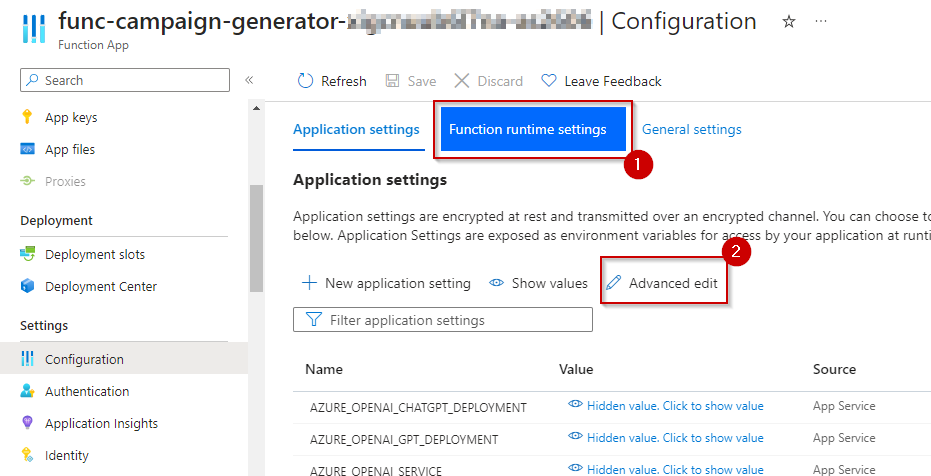 func-campaign-generator- | Configuration
Function App
Search
«
Refresh
Save
Discard
Leave Feedback
App keys
App files
Proxies
Deployment
Deployment slots
Deployment Center
Settings
Configuration
Authentication
Application Insights
Identity
Application settings
Function runtime settings
General settings
1
Application settings
Application settings are encrypted at rest and transmitted over an encrypted channel. You can choose to
below. Application Settings are exposed as environment variables for access by your application at runti
2
New application setting
Show values
Advanced edit
Filter application settings
Name Value Source
AZURE_OPENAI_CHATGPT_DEPLOYMENT Hidden value. Click to show value App Service
AZURE_OPENAI_GPT_DEPLOYMENT Hidden value. Click to show value App Service
AZURE_OPENAI_SERVICE Hidden value. Click to show value App Service